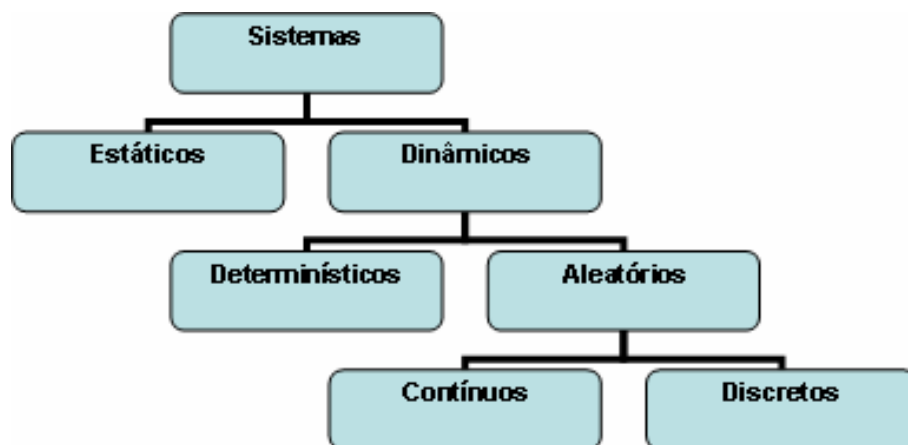 Sistemas
Estáticos
Dinâmicos
Determinísticos
Aleatórios
Contínuos
Discretos